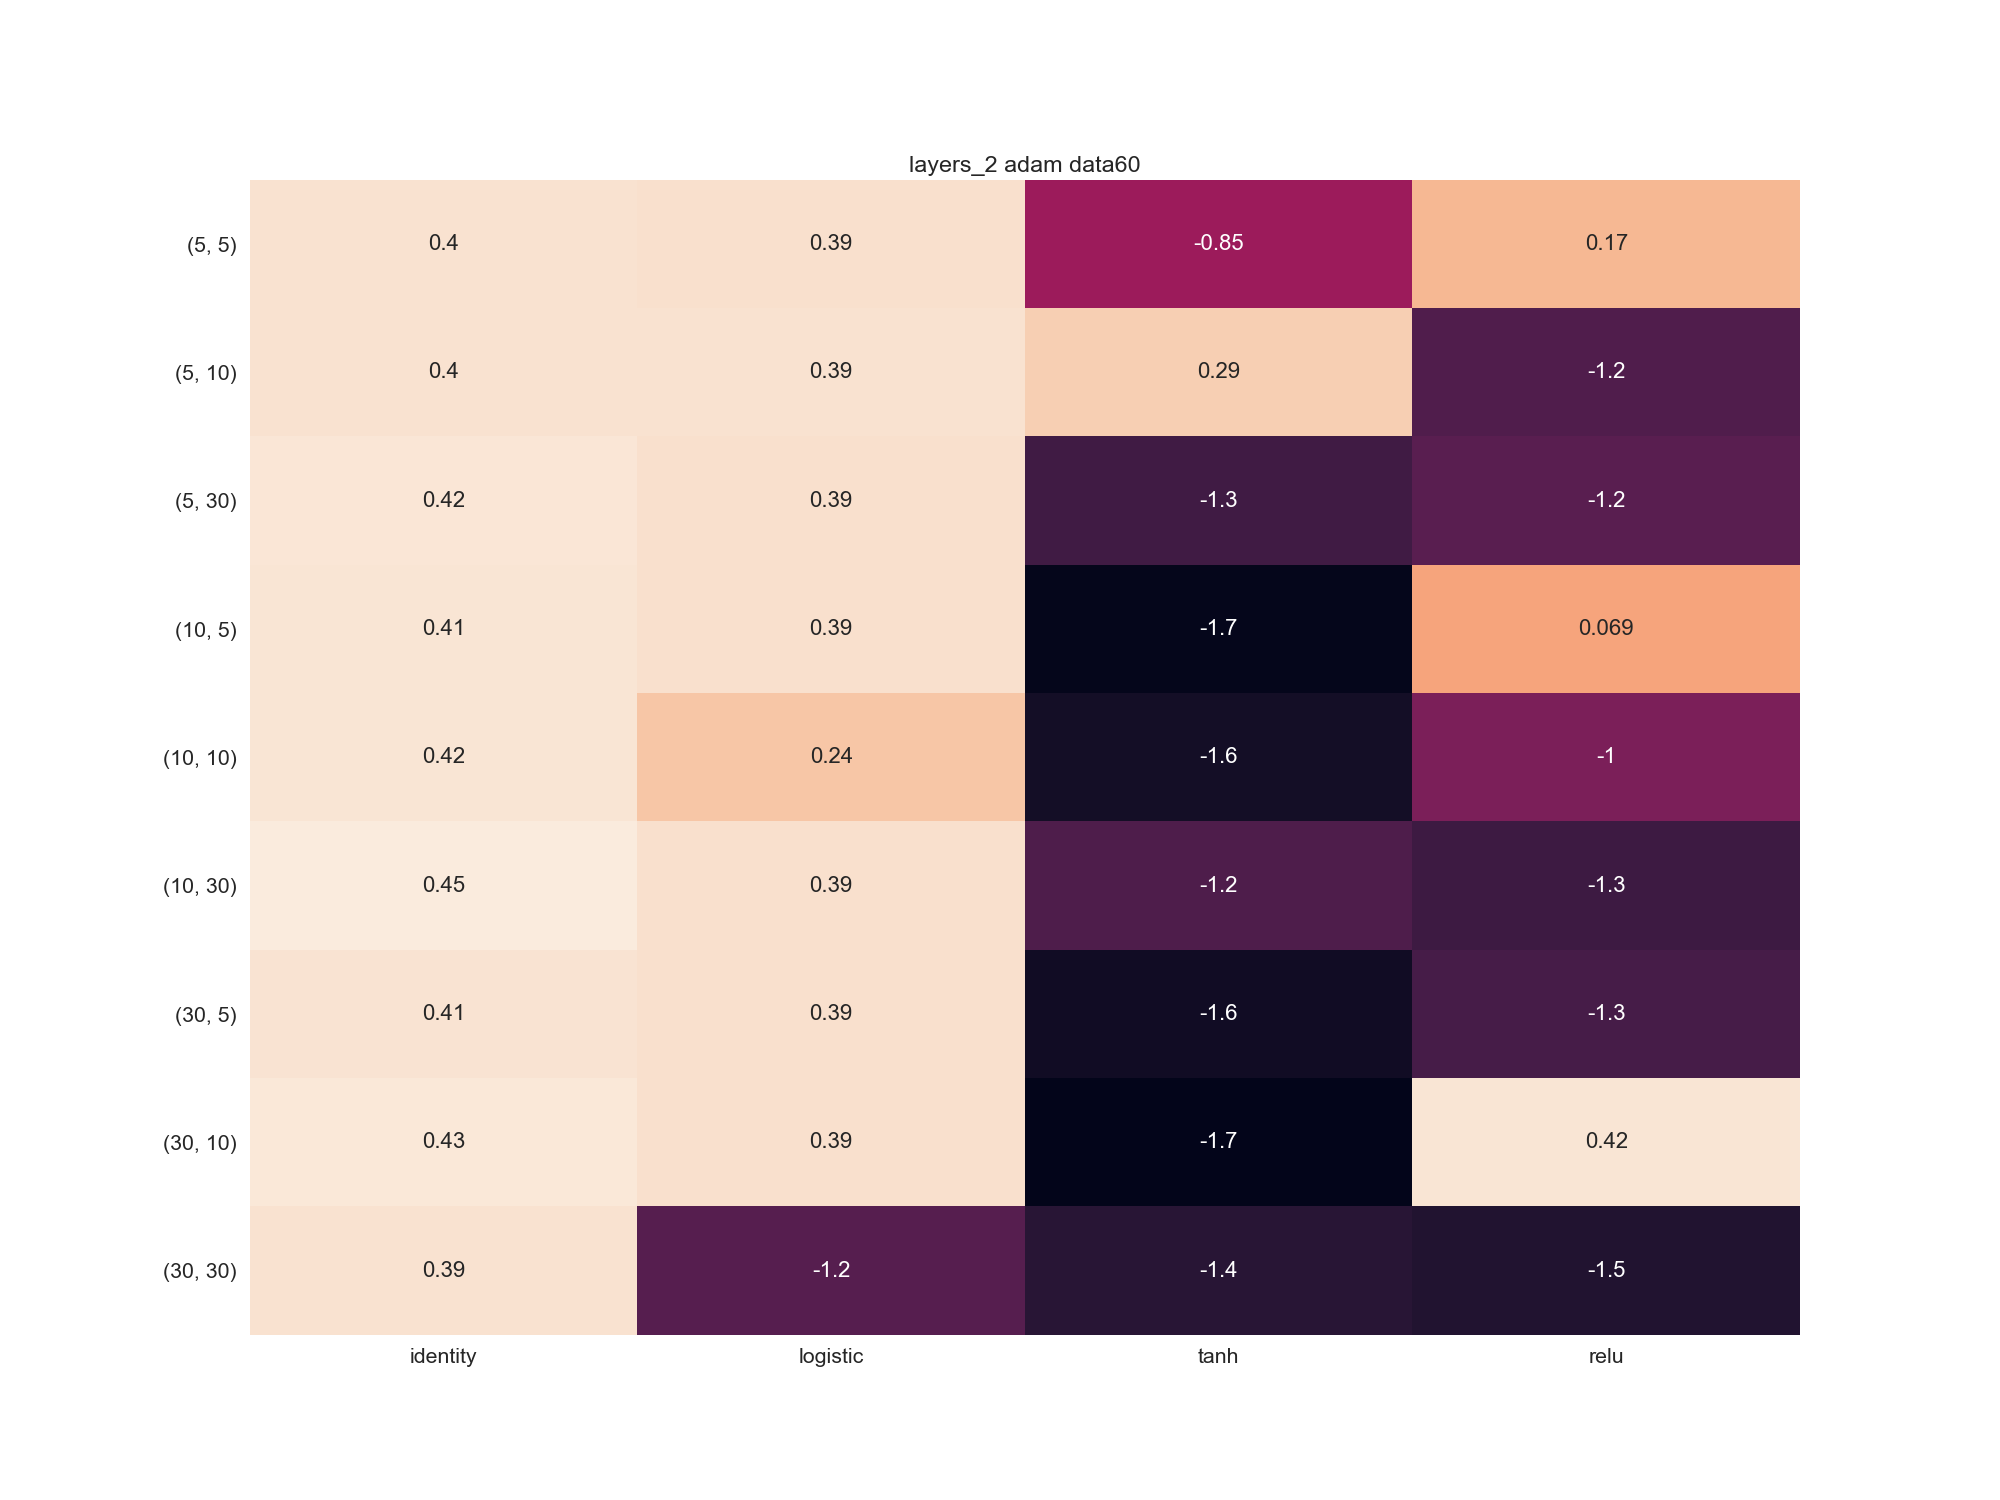 layers_2 adam data60
(5, 5) 0.4 0.39 -0.85 0.17
(5, 10) 0.4 0.39 0.29 -1.2
(5, 30) 0.42 0.39 -1.3 -1.2
(10, 5) 0.41 0.39 -1.7 0.069
(10, 10) 0.42 0.24 -1.6 -1
(10, 30) 0.45 0.39 -1.2 -1.3
(30, 5) 0.41 0.39 -1.6 -1.3
(30, 10) 0.43 0.39 -1.7 0.42
(30, 30) 0.39 -1.2 -1.4 -1.5
identity logistic tanh relu